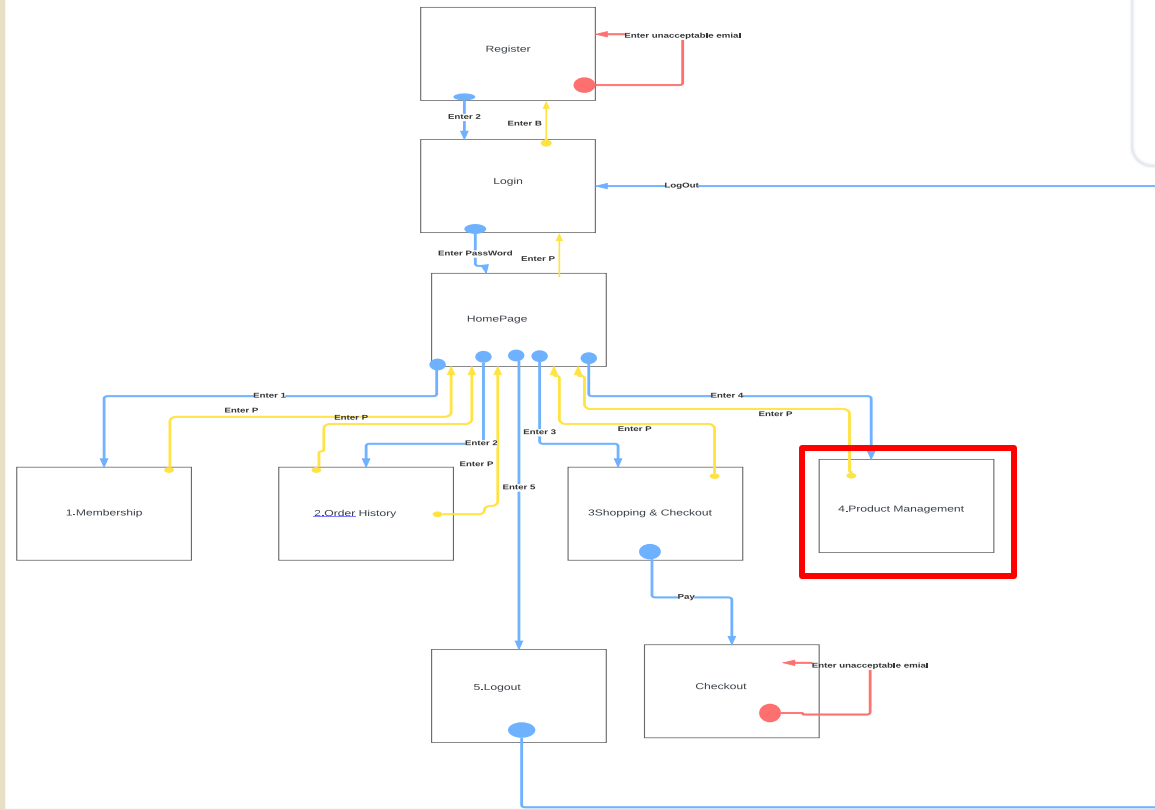 Enter unacceptable emial
Register
Enter 2
Enter B
Login
LogOut
Enter PassWord
Enter P
HomePage
Enter 1
Enter 4
Enter P
Enter P
Enter P
Enter P
Enter 3
Enter 2
Enter P
Enter 5
1.Membership
2.Order History
3Shopping & Checkout
4.Product Management
Pay
Enter unacceptable emial
5.Logout
Checkout